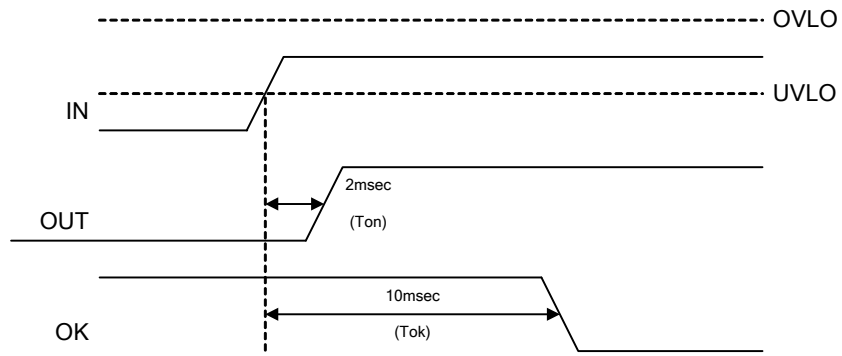 OVLO
UVLO
IN
2msec
(Ton)
OUT
10msec
(Tok)
OK